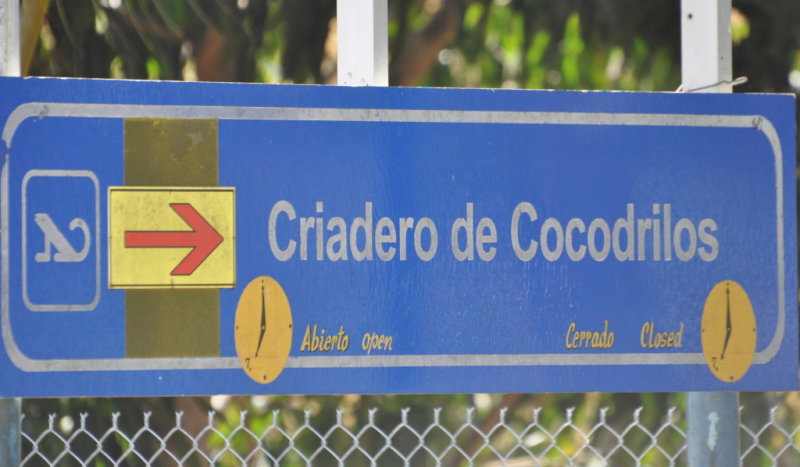 Criadero de Cocodrilos
Abierto open Cerrado Closed